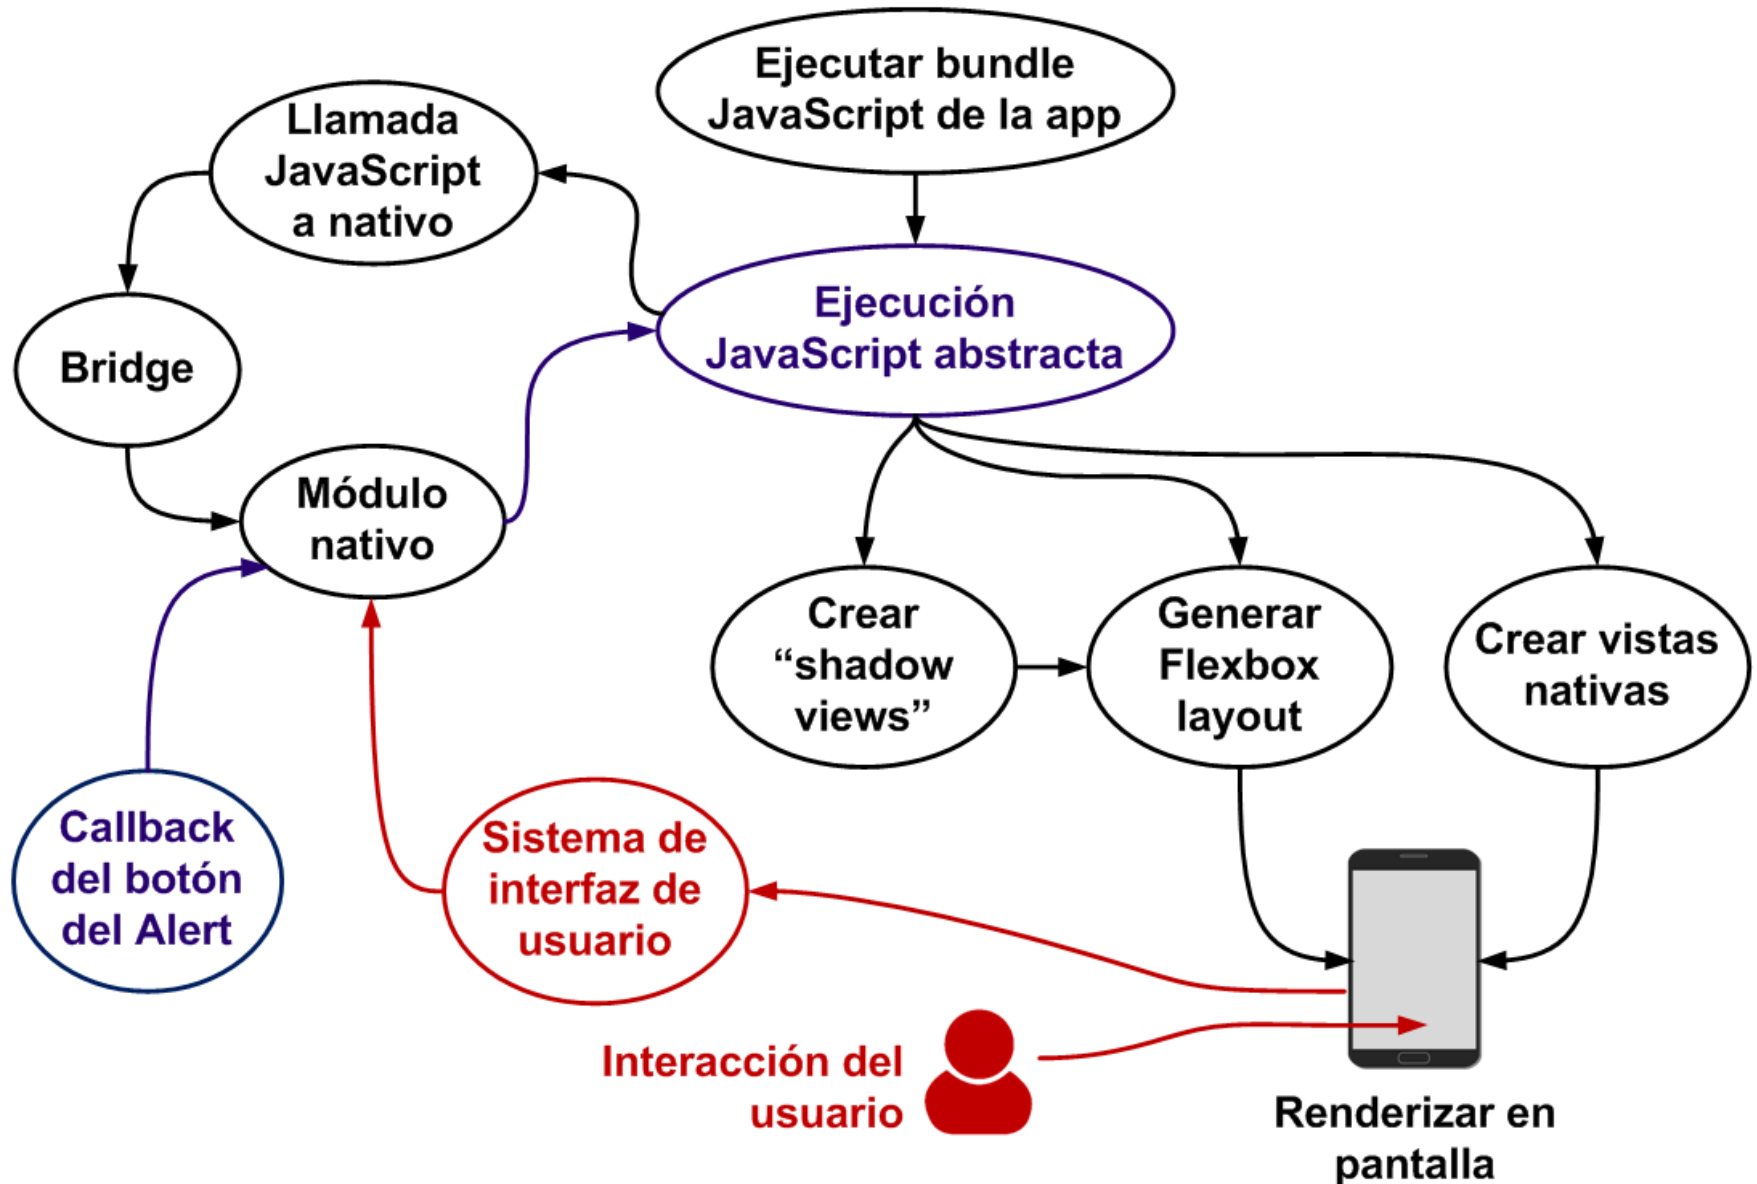 Ejecutar bundle
JavaScript de la app
Llamada
JavaScript
a nativo
Ejecución
JavaScript abstracta
Bridge
Módulo
nativo
Crear
“shadow
views”
Generar
Flexbox
layout
Crear vistas
nativas
Callback
del botón
del Alert
Sistema de
interfaz de
usuario
Interacción del
usuario
Renderizar en
pantalla